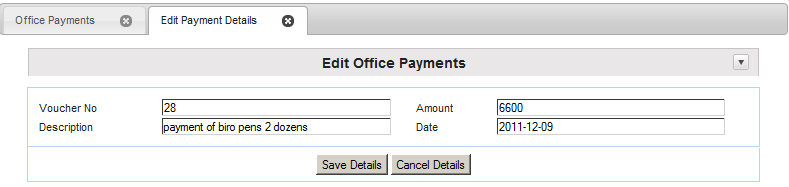 Office Payments Edit Payment Details
Edit Office Payments
Voucher No 28 Amount 6600
Description payment of biro pens 2 dozens Date 2011-12-09
Save Details Cancel Details